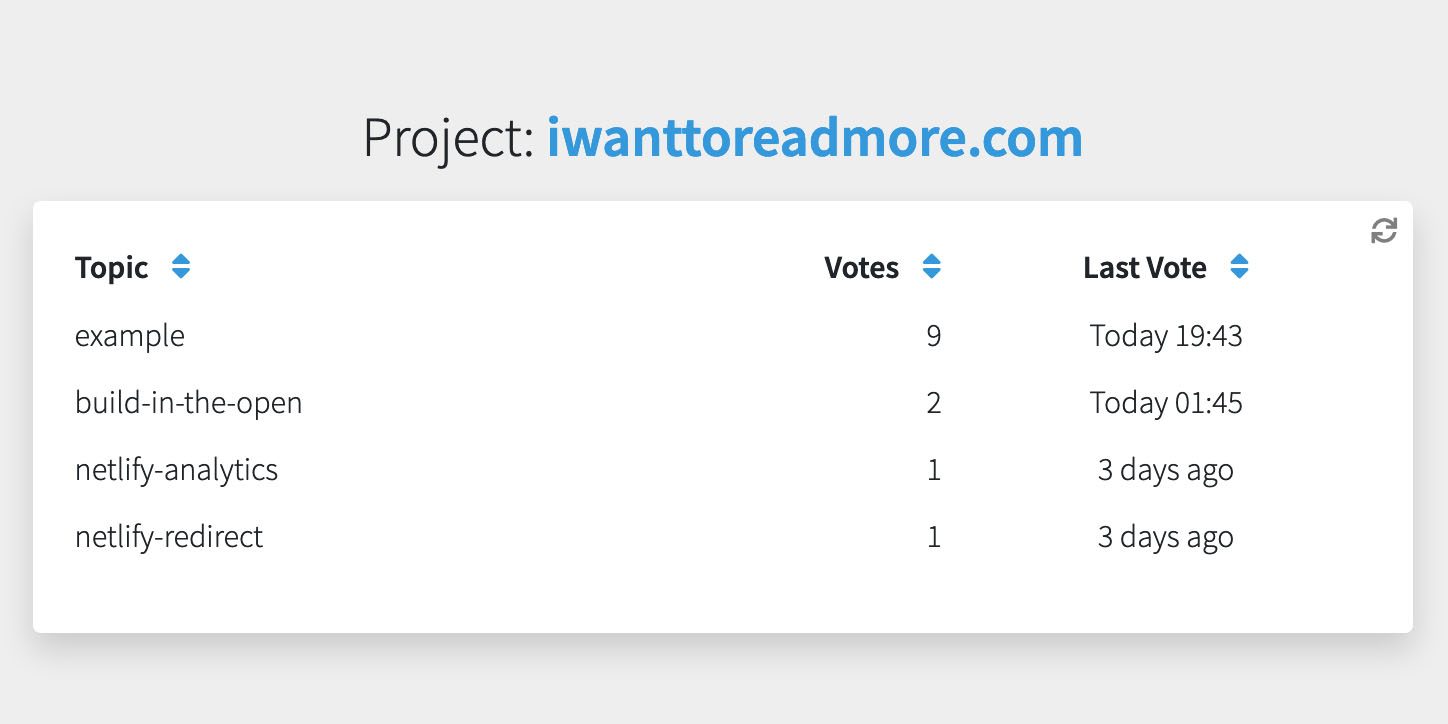 Project: iwanttoreadmore.com
Topic Votes Last Vote
example 9 Today 19:43
build-in-the-open 2 Today 01:45
netlify-analytics 1 3 days ago
netlify-redirect 1 3 days ago